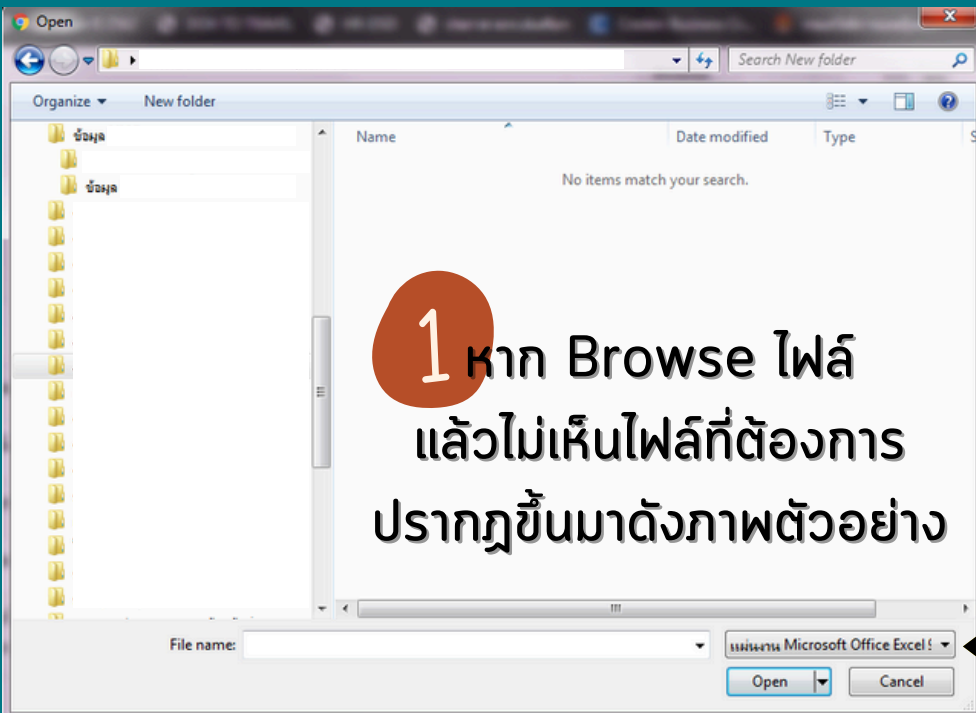 Open
Search New folder
Organize
New folder
ข้อมูล
ข้อมูล
Name
Date modified
Type
No items match your search.
1
หาก Browse ไฟล์
แล้วไม่เห็นไฟล์ที่ต้องการ
ปรากฏขึ้นมาดังภาพตัวอย่าง
File name:
แผ่นงาน Microsoft Office Excel 9
Open
Cancel